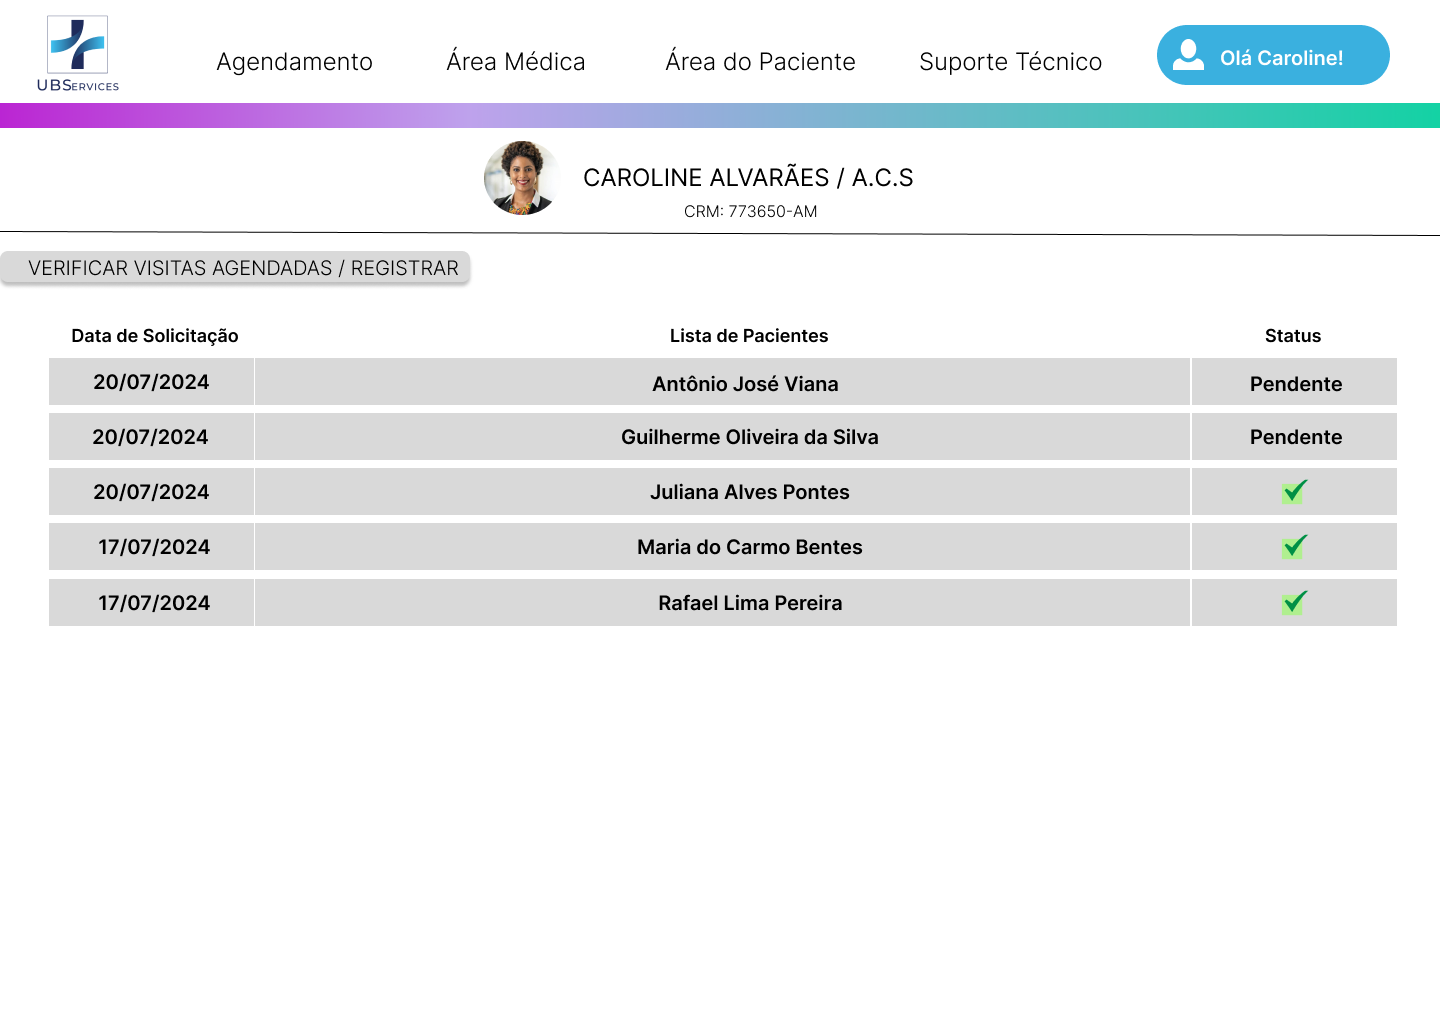 UBServices
Agendamento Área Médica Área do Paciente Suporte Técnico Olá Caroline!
CAROLINE ALVARÃES / A.C.S
CRM: 773650-AM
VERIFICAR VISITAS AGENDADAS / REGISTRAR
Data de Solicitação Lista de Pacientes Status
20/07/2024 Antônio José Viana Pendente
20/07/2024 Guilherme Oliveira da Silva Pendente
20/07/2024 Juliana Alves Pontes
17/07/2024 Maria do Carmo Bentes
17/07/2024 Rafael Lima Pereira